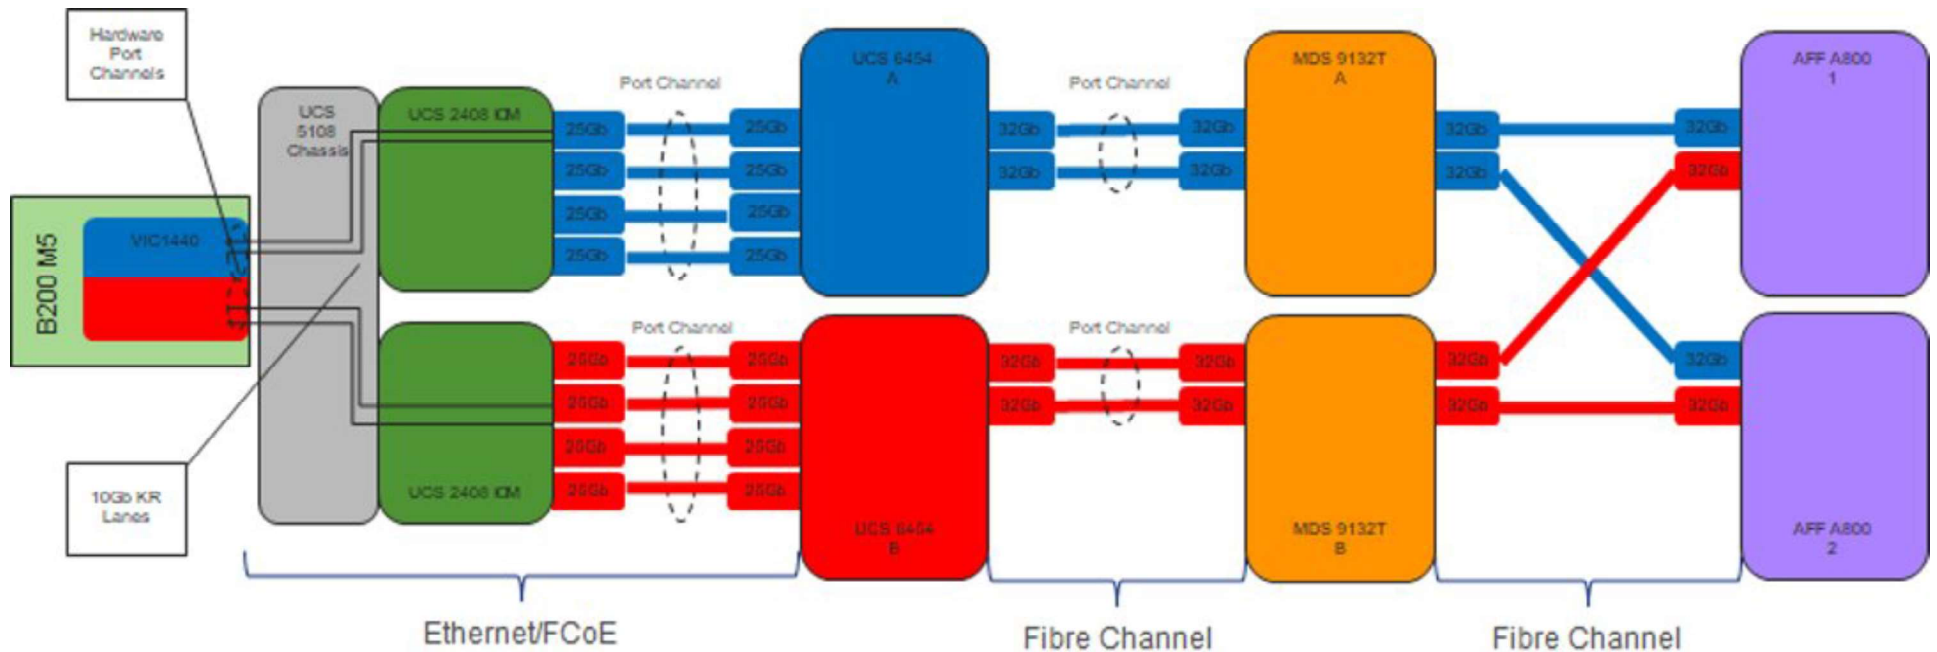 Hardware
Port
Channels
UCS
5108
Chassis
UCS 2408 IOM
Port Channel
UCS 6454
A
Port Channel
MDS 9132T
A
AFF A800
1
25Gb
25Gb
32Gb
32Gb
32Gb
32Gb
25Gb
25Gb
32Gb
32Gb
32Gb
32Gb
25Gb
25Gb
25Gb
25Gb
B200 M5
VIC1440
Port Channel
Port Channel
25Gb
25Gb
32Gb
32Gb
32Gb
32Gb
25Gb
25Gb
32Gb
32Gb
32Gb
32Gb
25Gb
25Gb
25Gb
25Gb
10Gb KR
Lanes
UCS 2408 IOM
UCS 6454
B
MDS 9132T
B
AFF A800
2
Ethernet/FCoE
Fibre Channel
Fibre Channel